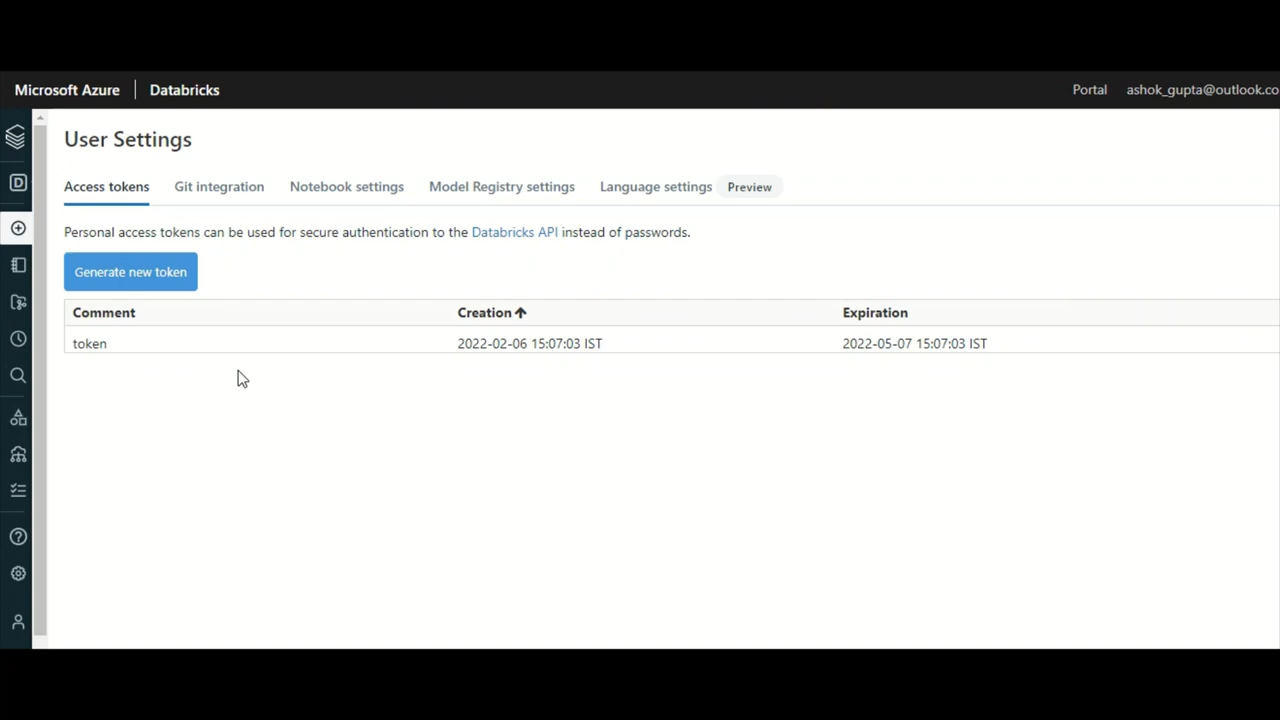 Microsoft Azure Databricks Portal ashok_gupta@outlook.co
User Settings
Access tokens Git integration Notebook settings Model Registry settings Language settings Preview
Personal access tokens can be used for secure authentication to the Databricks API instead of passwords.
Generate new token
Comment Creation Expiration
token 2022-02-06 15:07:03 IST 2022-05-07 15:07:03 IST